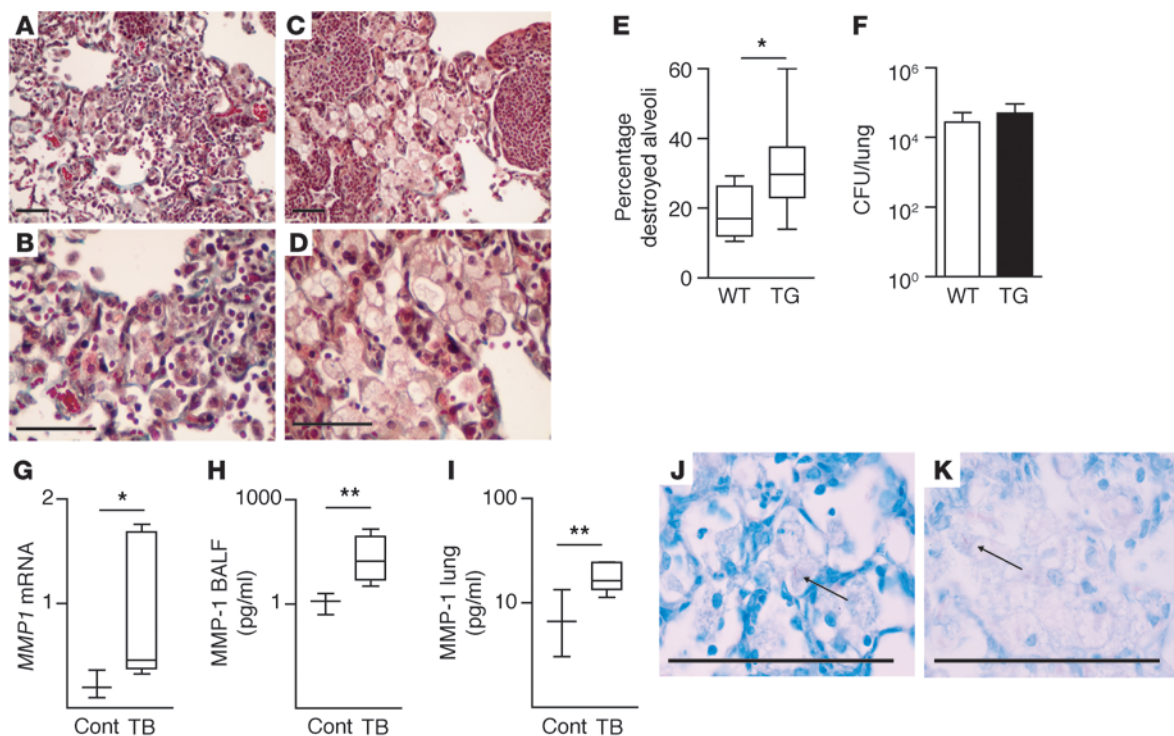 A
C
B
D
E
*
Percentage
destroyed alveoli
60
40
20
0
WT TG
F
CFU/lung
10⁶
10⁴
10²
10⁰
WT TG
G
*
MMP1 mRNA
2
1
Cont TB
H
**
MMP-1 BALF
(pg/ml)
1000
1
Cont TB
I
**
MMP-1 lung
(pg/ml)
100
10
Cont TB
J
K